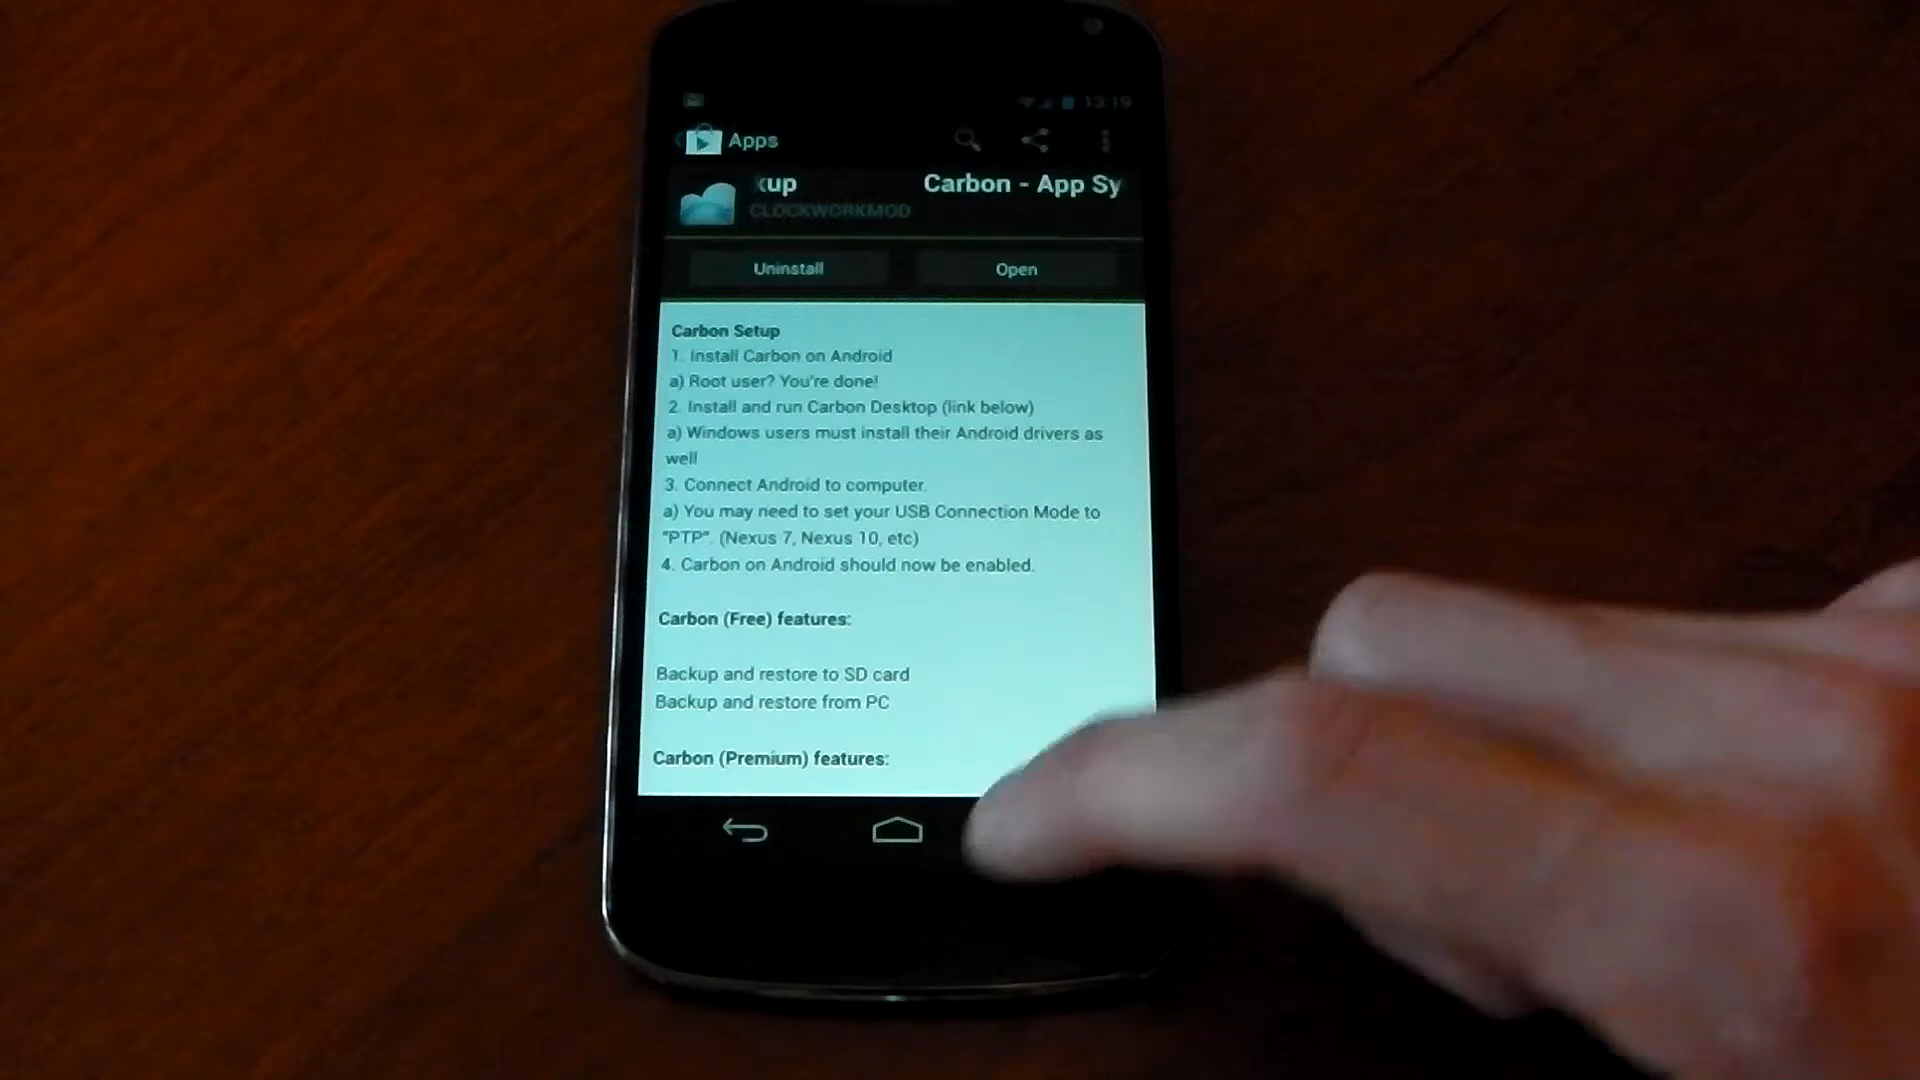 13:19
Apps
kup Carbon - App Sy
CLOCKWORKMOD
Uninstall Open
Carbon Setup
1. Install Carbon on Android
a) Root user? You're done!
2. Install and run Carbon Desktop (link below)
a) Windows users must install their Android drivers as
well
3. Connect Android to computer.
a) You may need to set your USB Connection Mode to
"PTP". (Nexus 7, Nexus 10, etc)
4. Carbon on Android should now be enabled.
Carbon (Free) features:
Backup and restore to SD card
Backup and restore from PC
Carbon (Premium) features: